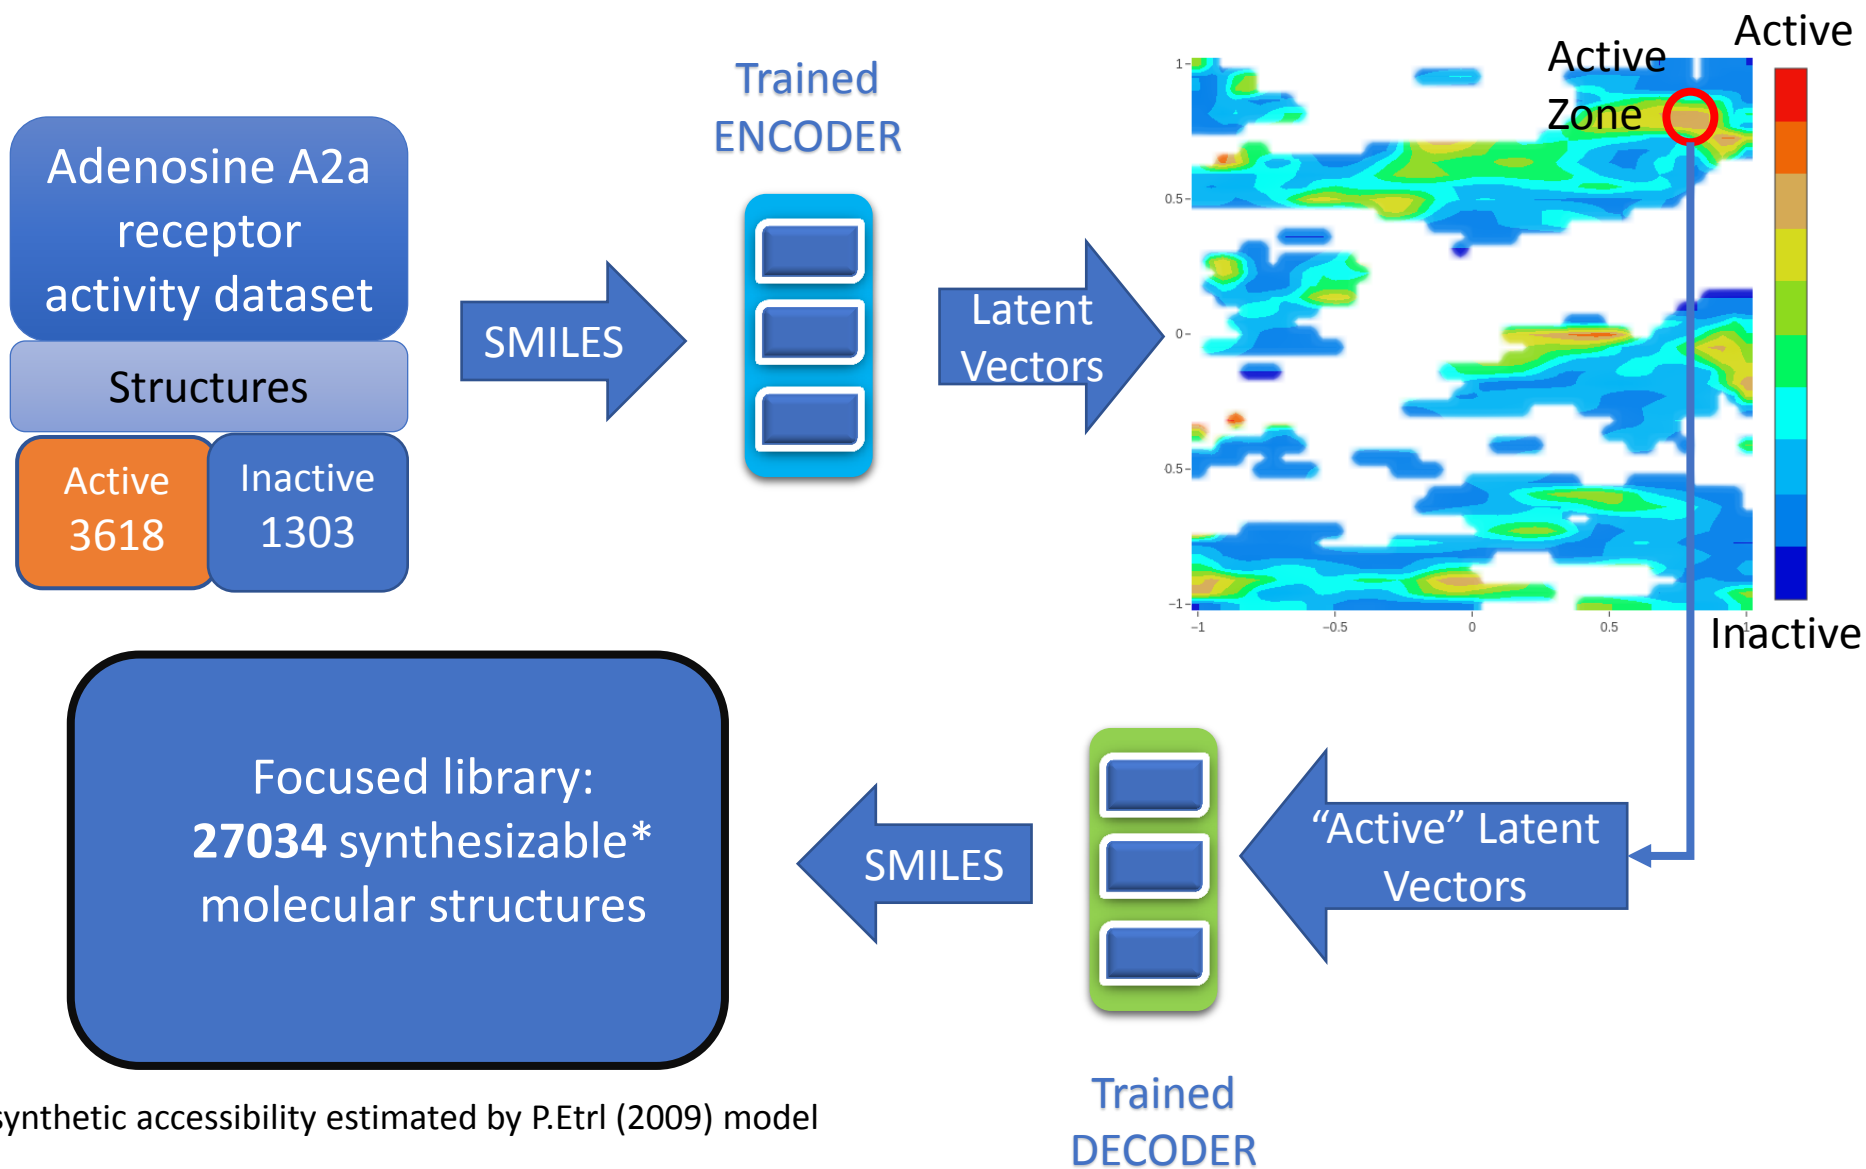 Adenosine A2a
receptor
activity dataset
Structures
Active
3618
Inactive
1303
SMILES
Trained
ENCODER
Latent
Vectors
Active
Zone
Active
Inactive
1
0.5
0
0.5
−1
−1
−0.5
0
0.5
1
"Active" Latent
Vectors
Trained
DECODER
SMILES
Focused library:
27034 synthesizable*
molecular structures
synthetic accessibility estimated by P.Etrl (2009) model